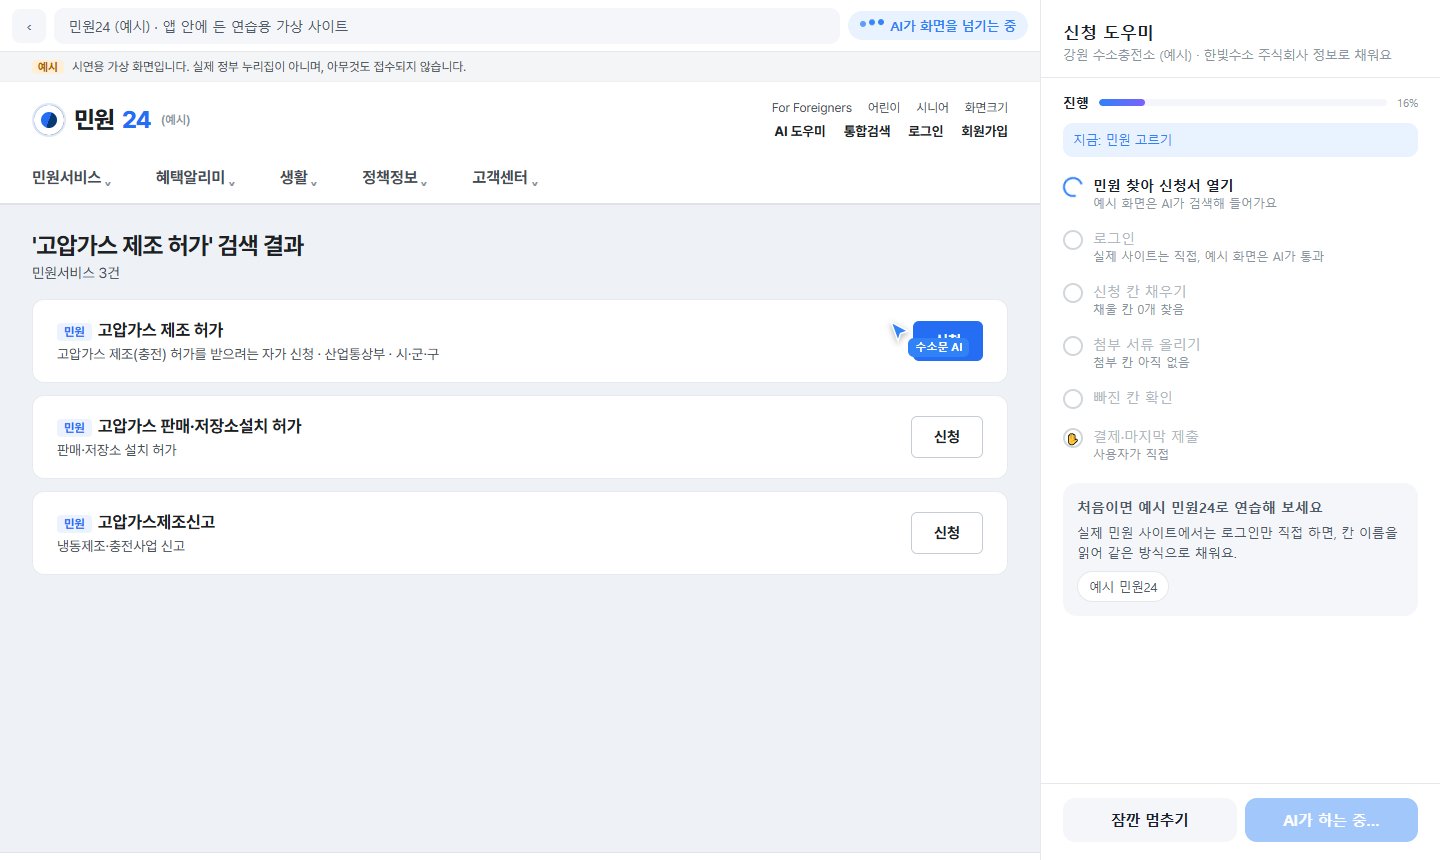 ‹
민원24 (예시) · 앱 안에 든 연습용 가상 사이트
AI가 화면을 넘기는 중
예시 시연용 가상 화면입니다. 실제 정부 누리집이 아니며, 아무것도 접수되지 않습니다.
민원 24 (예시)
For Foreigners 어린이 시니어 화면크기
AI 도우미 통합검색 로그인 회원가입
민원서비스 혜택알리미 생활 정책정보 고객센터
'고압가스 제조 허가' 검색 결과
민원서비스 3건
민원 고압가스 제조 허가
고압가스 제조(충전) 허가를 받으려는 자가 신청 · 산업통상부 · 시·군·구
수소문 AI
민원 고압가스 판매·저장소설치 허가
판매·저장소 설치 허가
신청
민원 고압가스제조신고
냉동제조·충전사업 신고
신청
신청 도우미
강원 수소충전소 (예시) · 한빛수소 주식회사 정보로 채워요
진행 16%
지금: 민원 고르기
민원 찾아 신청서 열기
예시 화면은 AI가 검색해 들어가요
로그인
실제 사이트는 직접, 예시 화면은 AI가 통과
신청 칸 채우기
채울 칸 0개 찾음
첨부 서류 올리기
첨부 칸 아직 없음
빠진 칸 확인
결제·마지막 제출
사용자가 직접
처음이면 예시 민원24로 연습해 보세요
실제 민원 사이트에서는 로그인만 직접 하면, 칸 이름을
읽어 같은 방식으로 채워요.
예시 민원24
잠깐 멈추기
AI가 하는 중…